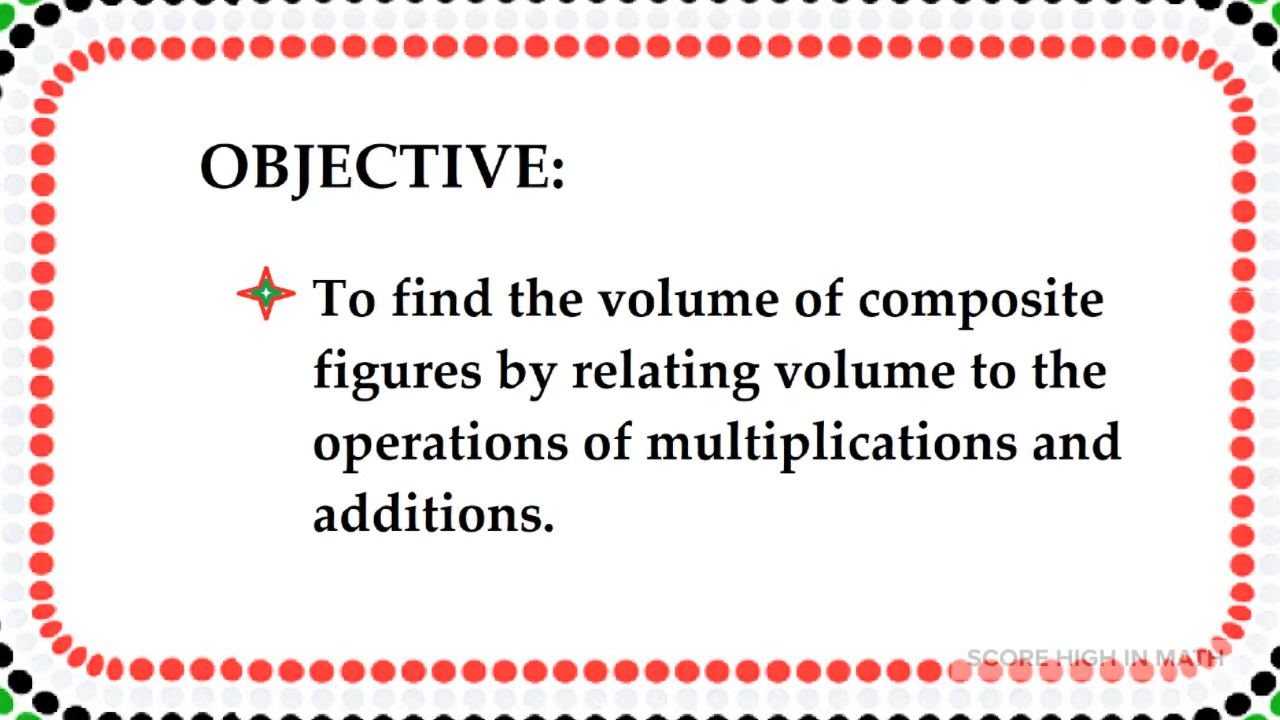 OBJECTIVE:
To find the volume of composite
figures by relating volume to the
operations of multiplications and
additions.
SCORE HIGH IN MATH